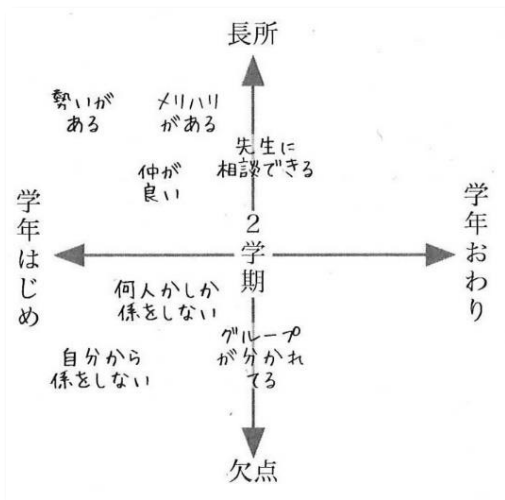 長所
勢いが
ある
メリハリ
がある
先生に
相談できる
仲が
良い
学年はじめ
2学期
学年おわり
何人かしか
係をしない
グループ
が分かれ
てる
自分から
係をしない
欠点